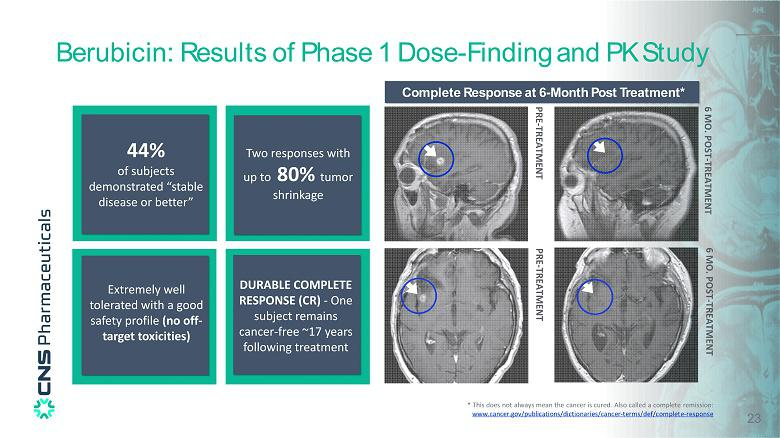 AHL
Berubicin: Results of Phase 1 Dose-Finding and PK Study
Complete Response at 6-Month Post Treatment*
44%
of subjects
demonstrated “stable
disease or better”
Two responses with
up to 80% tumor
shrinkage
PRE-TREATMENT
6 MO. POST-TREATMENT
Extremely well
tolerated with a good
safety profile (no off-
target toxicities)
DURABLE COMPLETE
RESPONSE (CR) - One
subject remains
cancer-free ~17 years
following treatment
PRE-TREATMENT
6 MO. POST-TREATMENT
CNS Pharmaceuticals
* This does not always mean the cancer is cured. Also called a complete remission:
www.cancer.gov/publications/dictionaries/cancer-terms/def/complete-response
23